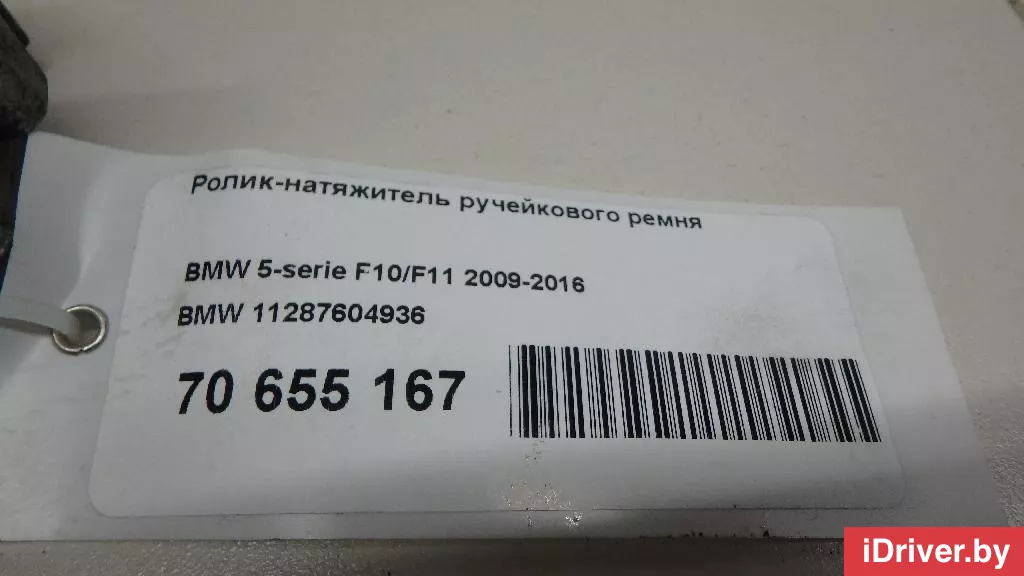 Ролик-натяжитель ручейкового ремня
BMW 5-serie F10/F11 2009-2016
BMW 11287604936
70 655 167
iDriver.by